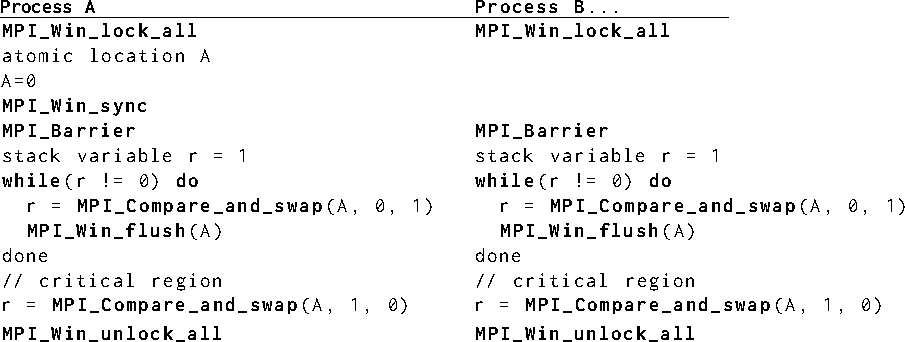 Process A Process B...
MPI_Win_lock_all MPI_Win_lock_all
atomic location A
A=0
MPI_Win_sync
MPI_Barrier MPI_Barrier
stack variable r = 1 stack variable r = 1
while(r != 0) do while(r != 0) do
r = MPI_Compare_and_swap(A, 0, 1) r = MPI_Compare_and_swap(A, 0, 1)
MPI_Win_flush(A) MPI_Win_flush(A)
done done
// critical region // critical region
r = MPI_Compare_and_swap(A, 1, 0) r = MPI_Compare_and_swap(A, 1, 0)
MPI_Win_unlock_all MPI_Win_unlock_all